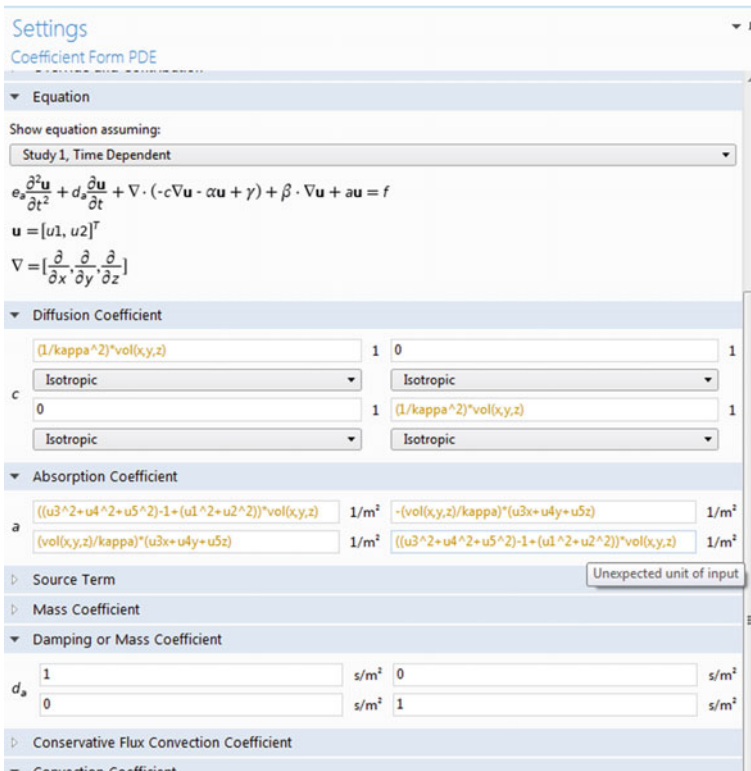 Settings
Coefficient Form PDE
Equation
Show equation assuming:
Study 1, Time Dependent
eₐ ∂²u/∂t² + dₐ ∂u/∂t + ∇ · (-c∇u - αu + γ) + β · ∇u + au = f
u = [u1, u2]ᵀ
∇ = [∂/∂x, ∂/∂y, ∂/∂z]
Diffusion Coefficient
(1/kappa^2)*vol(x,y,z) 1 0 1
Isotropic Isotropic
c
0 1 (1/kappa^2)*vol(x,y,z) 1
Isotropic Isotropic
Absorption Coefficient
((u3^2+u4^2+u5^2)-1+(u1^2+u2^2))*vol(x,y,z) 1/m² -(vol(x,y,z)/kappa)*(u3x+u4y+u5z) 1/m²
a
(vol(x,y,z)/kappa)*(u3x+u4y+u5z) 1/m² ((u3^2+u4^2+u5^2)-1+(u1^2+u2^2))*vol(x,y,z) 1/m²
Source Term
Unexpected unit of input
Mass Coefficient
Damping or Mass Coefficient
1 s/m² 0 s/m²
dₐ
0 s/m² 1 s/m²
Conservative Flux Convection Coefficient